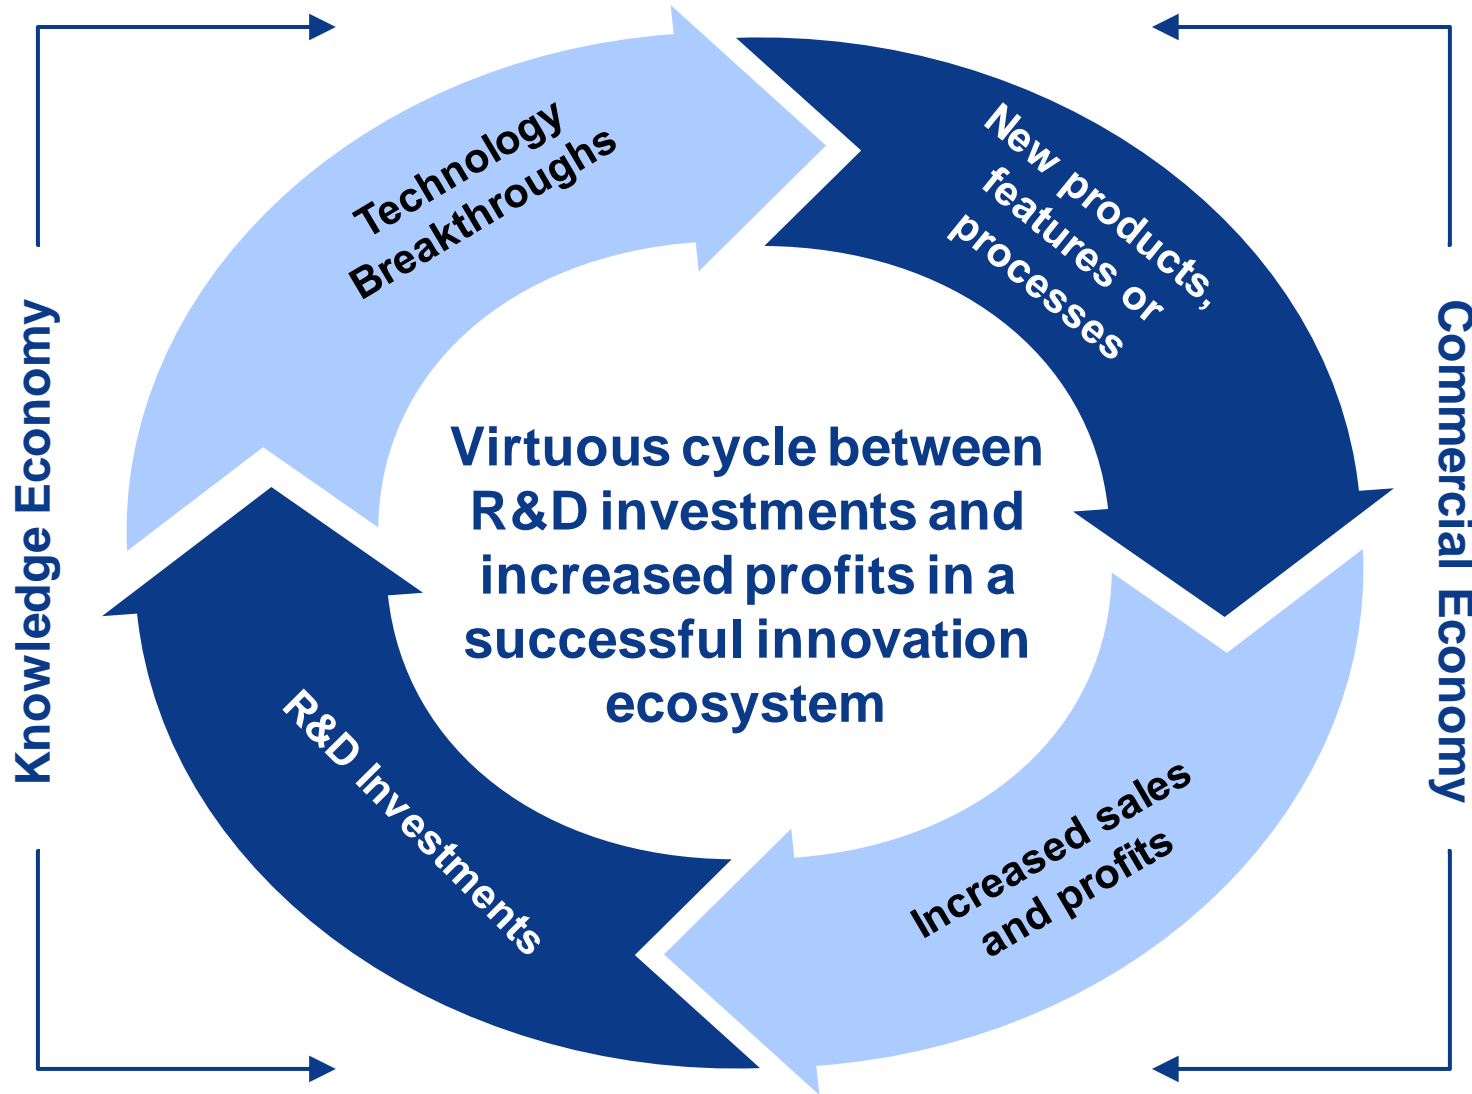 Technology
Breakthroughs
New products,
features or
processes
Knowledge Economy
Commercial Economy
Virtuous cycle between
R&D investments and
increased profits in a
successful innovation
ecosystem
R&D Investments
Increased sales
and profits